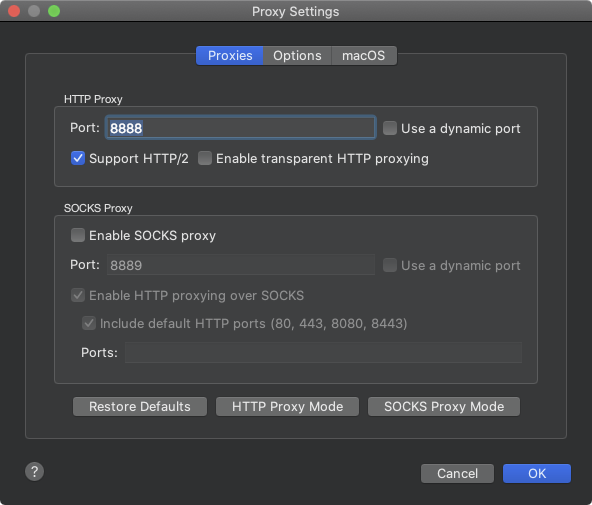 Proxy Settings
Proxies Options macOS
HTTP Proxy
Port: 8888 Use a dynamic port
Support HTTP/2 Enable transparent HTTP proxying
SOCKS Proxy
Enable SOCKS proxy
Port: 8889 Use a dynamic port
Enable HTTP proxying over SOCKS
Include default HTTP ports (80, 443, 8080, 8443)
Ports:
Restore Defaults HTTP Proxy Mode SOCKS Proxy Mode
? Cancel OK